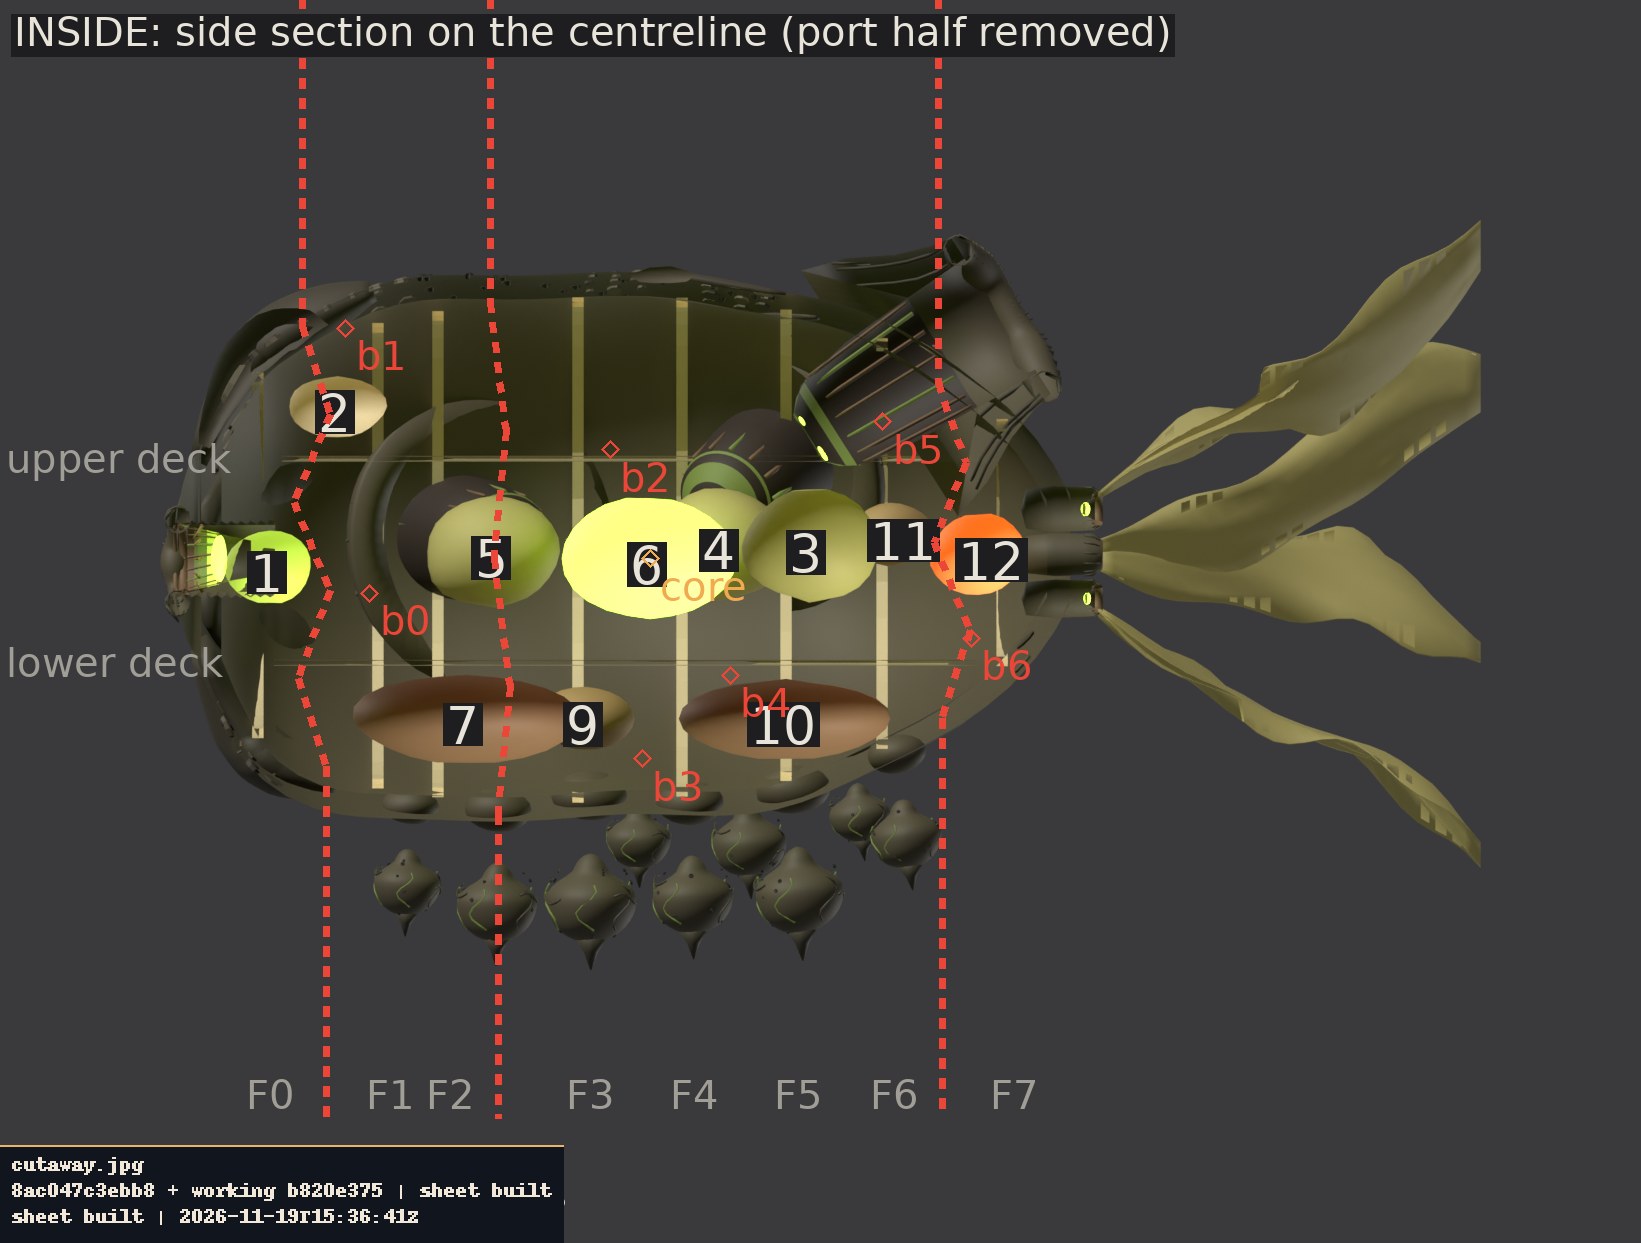 INSIDE: side section on the centreline (port half removed)
b1
2
upper deck
b5
b2
5
6
4
3
11
12
1
core
b0
lower deck
b6
7
9
b4
10
b3
F0
F1
F2
F3
F4
F5
F6
F7
cutaway.jpg
8ac047c3ebb8 + working b820e375 | sheet built
sheet built | 2026-11-19T15:36:41Z